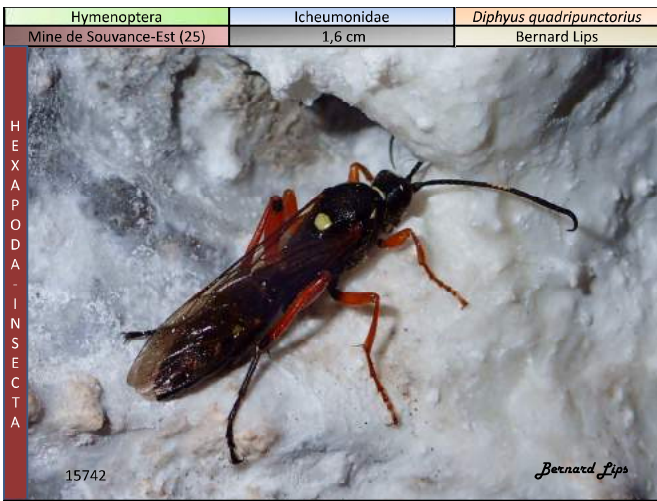 Hymenoptera Icheumonidae Diphyus quadripunctorius
Mine de Souvance-Est (25) 1,6 cm Bernard Lips
HEXAPODA-INSECTA
15742 Bernard Lips